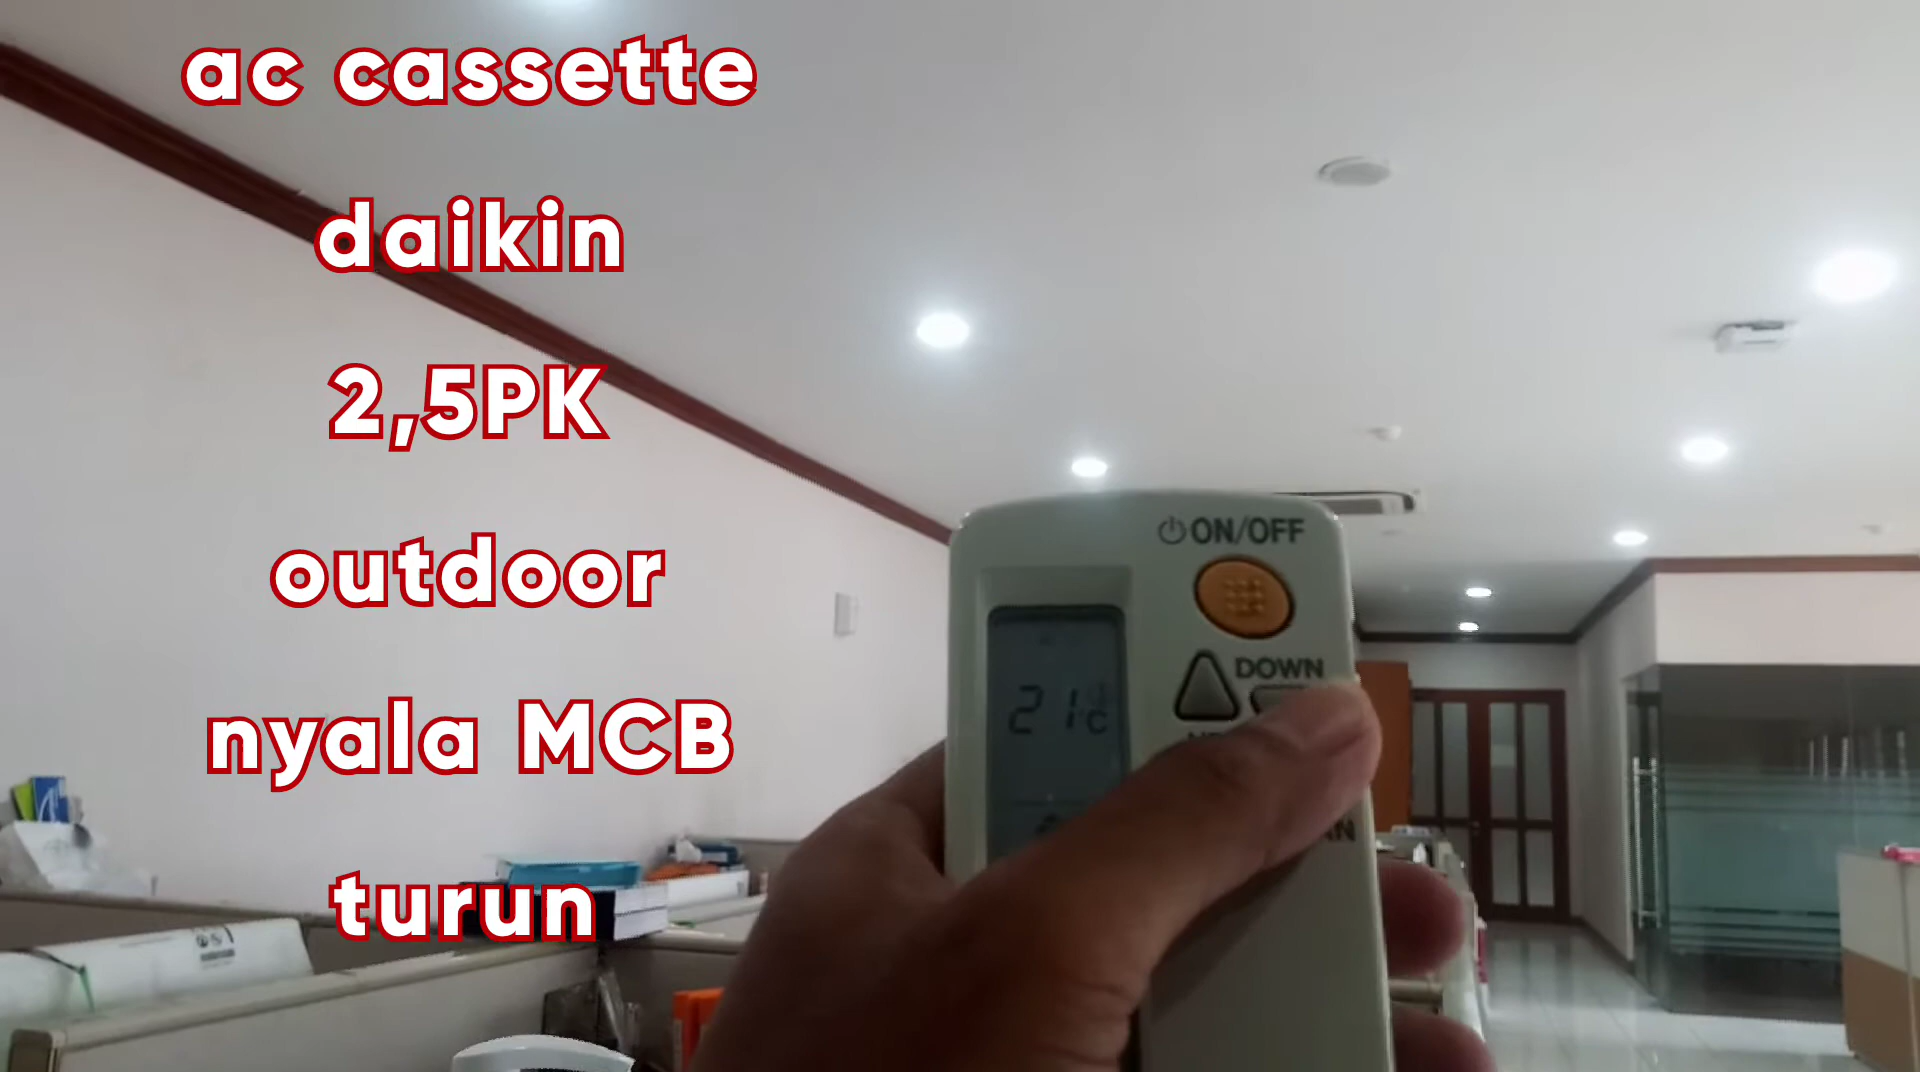 ac cassette
daikin
2,5PK
outdoor
nyala MCB
turun
ON/OFF
DOWN
21°C